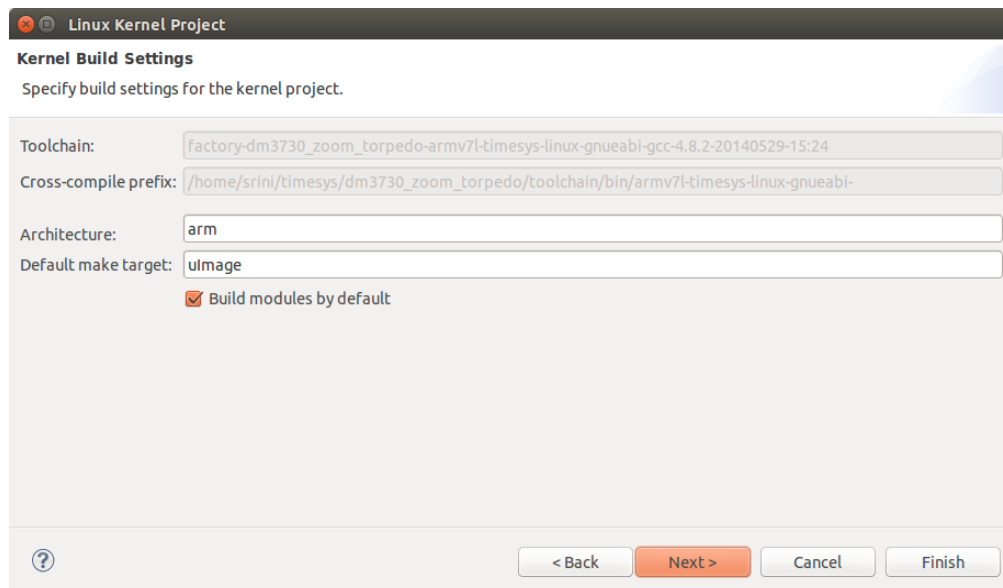 Linux Kernel Project
Kernel Build Settings
Specify build settings for the kernel project.
Toolchain: factory-dm3730_zoom_torpedo-armv7l-timesys-linux-gnueabi-gcc-4.8.2-20140529-15:24
Cross-compile prefix: /home/srini/timesys/dm3730_zoom_torpedo/toolchain/bin/armv7l-timesys-linux-gnueabi-
Architecture: arm
Default make target: uImage
Build modules by default
? < Back Next > Cancel Finish